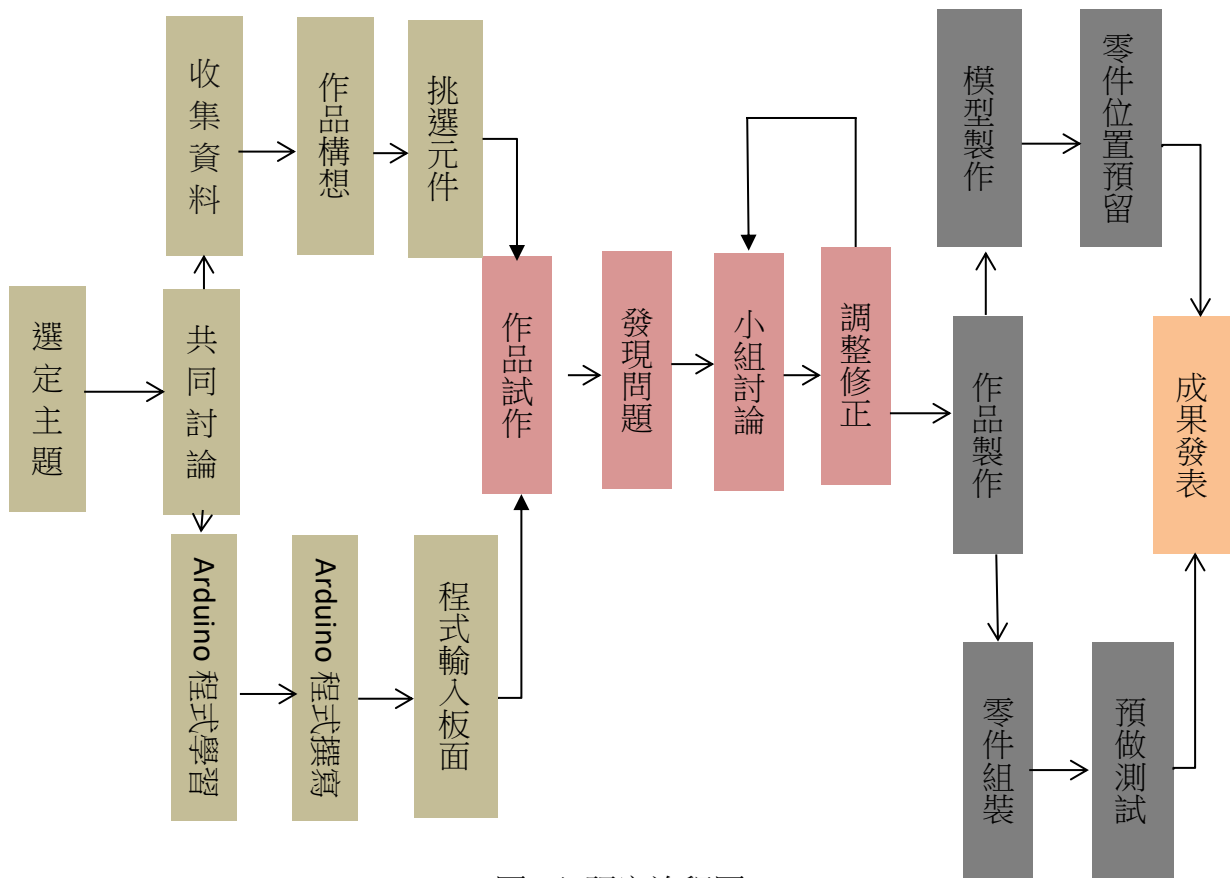 選定主題
共同討論
收集資料
作品構想
挑選元件
Arduino 程式學習
Arduino 程式撰寫
程式輸入板面
作品試作
發現問題
小組討論
調整修正
作品製作
模型製作
零件位置預留
零件組裝
預做測試
成果發表